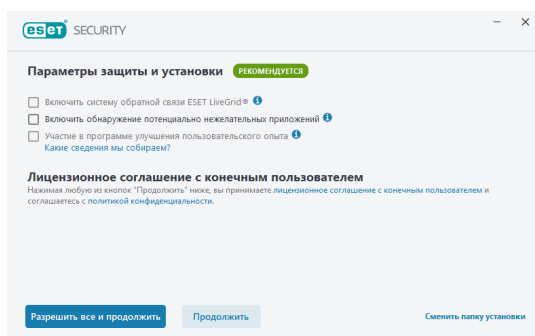 eset SECURITY
Параметры защиты и установки РЕКОМЕНДУЕТСЯ
Включить систему обратной связи ESET LiveGrid®
Включить обнаружение потенциально нежелательных приложений
Участие в программе улучшения пользовательского опыта
Какие сведения мы собираем?
Лицензионное соглашение с конечным пользователем
Нажимая любую из кнопок "Продолжить" ниже, вы принимаете лицензионное соглашение с конечным пользователем и
соглашаетесь с политикой конфиденциальности.
Разрешить все и продолжить Продолжить Сменить папку установки